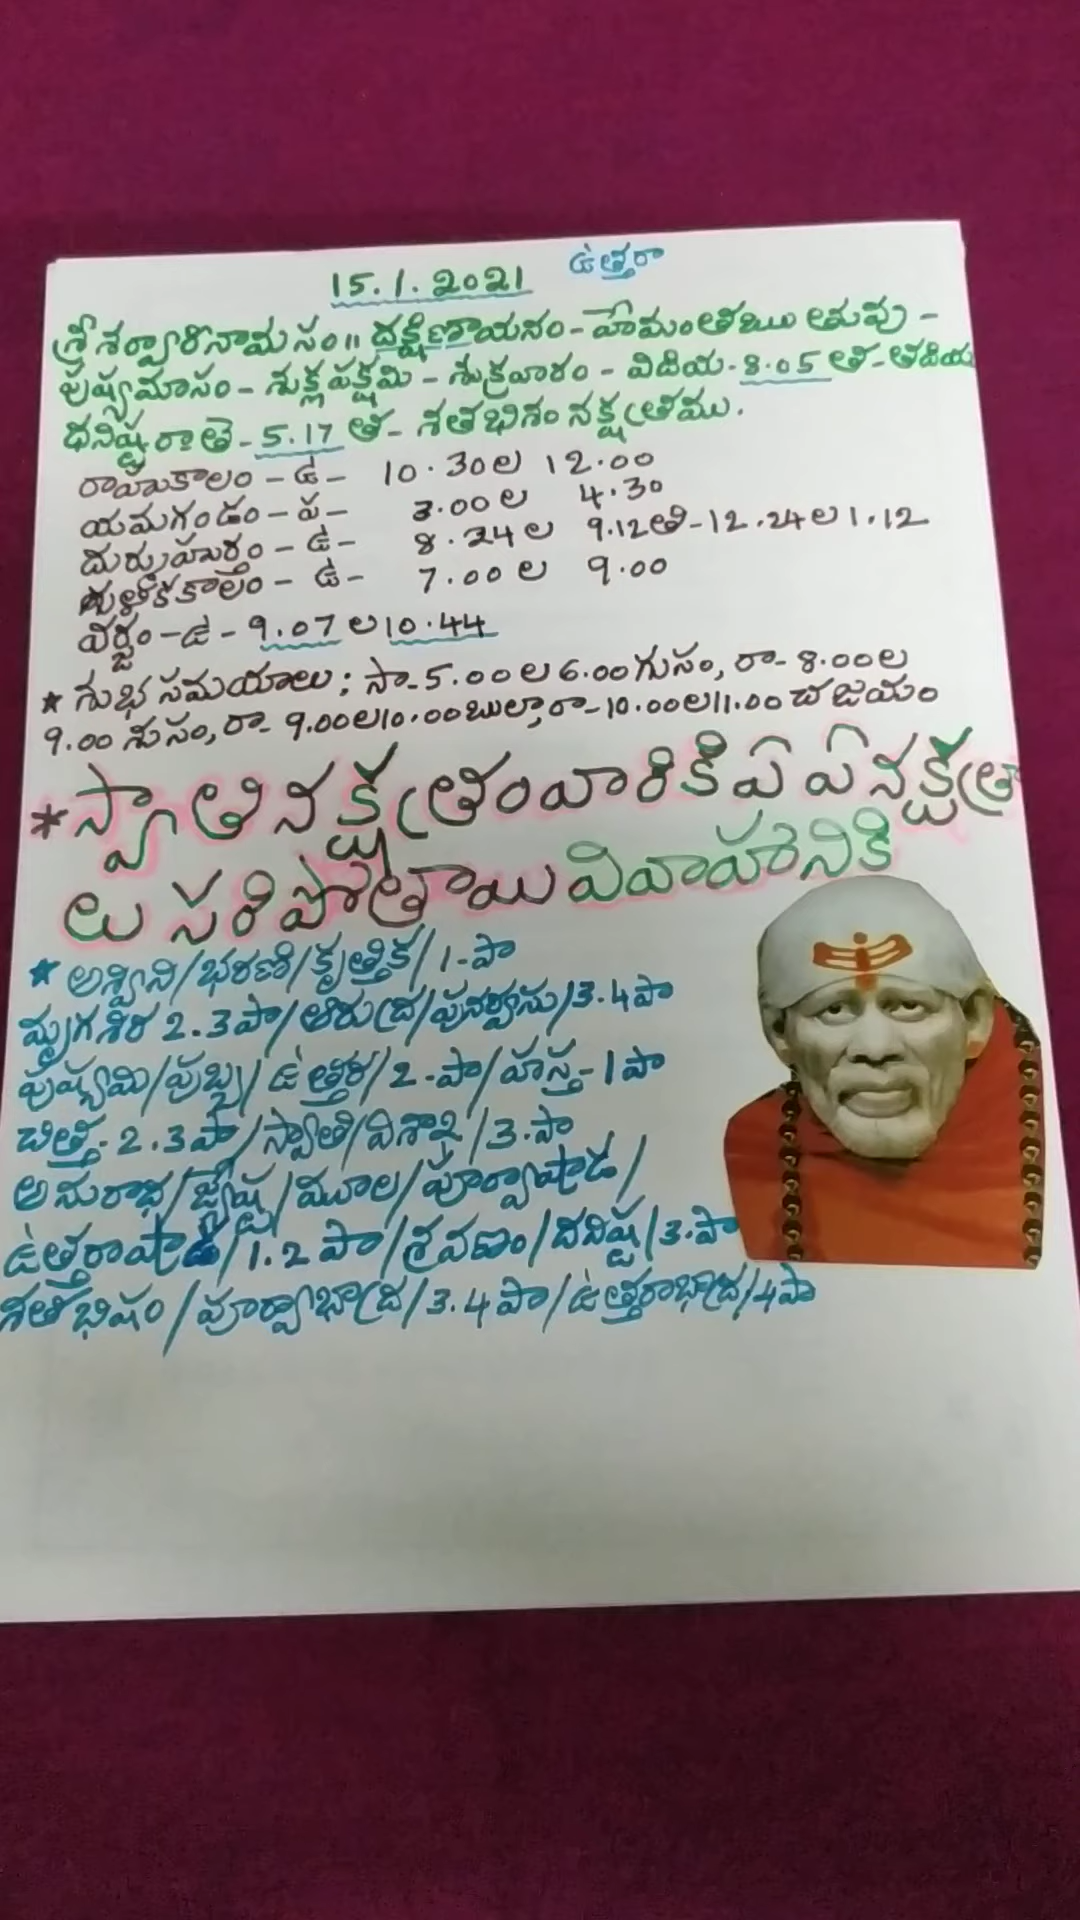 15.1.2021 ఉత్తరా
శ్రీ శర్వారి నామ సం॥ దక్షిణాయనం - హేమంత ఋతువు -
పుష్యమాసం - శుక్ల పక్షమి - శుక్రవారం - విదియ - 8.05 తి - తదియ
ధనిష్ట రా తె - 5.17 త - శతభిశం నక్షత్రము.
రాహుకాలం - ఉ - 10.30 ల 12.00
యమగండం - ప - 3.00 ల 4.30
దుర్ముహుర్తం - ఉ - 8.24 ల 9.12 తి - 12.24 ల 1.12
గుళికకాలం - ఉ - 7.00 ల 9.00
వర్జ్యం - ఉ - 9.07 ల 10.44
* శుభ సమయాలు ; సా - 5.00 ల 6.00 గుసం, రా - 8.00 ల
9.00 శుసం, రా - 9.00 ల 10.00 బులా, రా - 10.00 ల 11.00 చ జయం
* స్వాతి నక్షత్రం వారికి ఏ ఏ నక్షత్రా
లు సరిపోత్తాయి వివాహానికి
* అశ్విని/భరణి/కృత్తిక/1-పా
మృగశిర 2.3 పా/ఆరుద్ర/పునర్వసు/3.4 పా
పుష్యమి/పుబ్బ/ఉత్తర/2-పా/హస్త-1 పా
చిత్త-2.3 పా/స్వాతి/విశాఖ/3-పా
అనురాధ/జ్యేష్ట/మూల/పూర్వాషాడ/
ఉత్తరాషాడ/1.2 పా/శ్రవణం/దనిష్ట/3-పా
శతభిషం/పూర్వాభాద్ర/3.4 పా/ఉత్తరాభాద్ర/4 పా